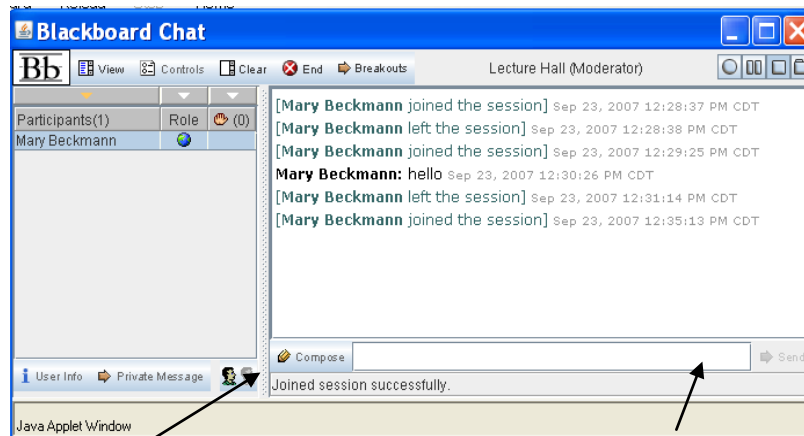 Blackboard Chat
Bb View Controls Clear End Breakouts Lecture Hall (Moderator)
Participants(1) Role (0)
Mary Beckmann
[Mary Beckmann joined the session] Sep 23, 2007 12:28:37 PM CDT
[Mary Beckmann left the session] Sep 23, 2007 12:28:38 PM CDT
[Mary Beckmann joined the session] Sep 23, 2007 12:29:25 PM CDT
Mary Beckmann: hello Sep 23, 2007 12:30:26 PM CDT
[Mary Beckmann left the session] Sep 23, 2007 12:31:14 PM CDT
[Mary Beckmann joined the session] Sep 23, 2007 12:35:13 PM CDT
Compose Send
User Info Private Message
Joined session successfully.
Java Applet Window